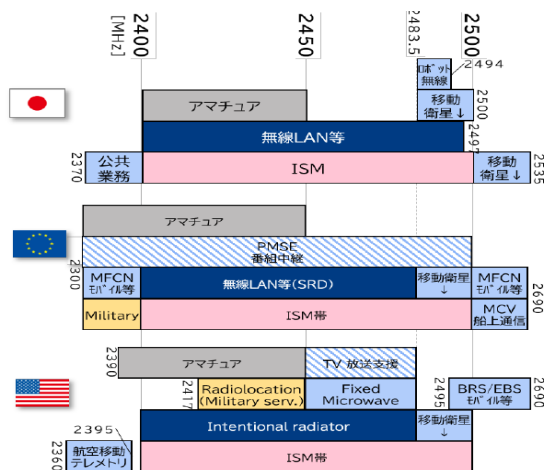 [MHz]
2400
2450
2483.5
2500
ロボット
無線
2494
アマチュア
移動
衛星↓
2500
無線LAN等
2497
2370
公共
業務
ISM
移動
衛星↓
2535
アマチュア
PMSE
番組中継
2300
MFCN
モバイル等
無線LAN等(SRD)
移動衛星
↓
MFCN
モバイル等
2690
Military
ISM帯
MCV
船上通信
2390
アマチュア
TV 放送支援
2417
Radiolocation
(Military serv.)
Fixed
Microwave
2495
BRS/EBS
モバイル等
2690
2395
Intentional radiator
移動衛星
↓
2360
航空移動
テレメトリ
ISM帯